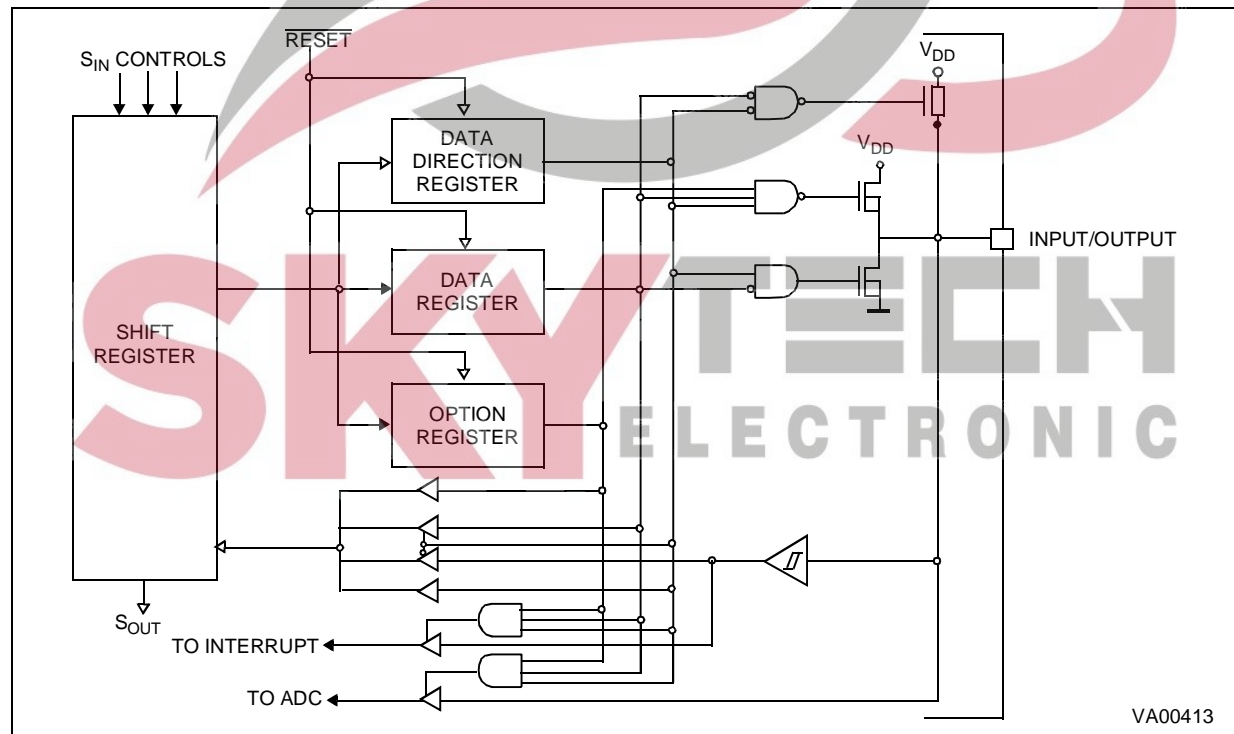 RESET
S_IN CONTROLS
V_DD
DATA
DIRECTION
REGISTER
V_DD
INPUT/OUTPUT
DATA
REGISTER
SHIFT
REGISTER
SKYTECH
OPTION
REGISTER
ELECTRONIC
S_OUT
TO INTERRUPT
TO ADC
VA00413